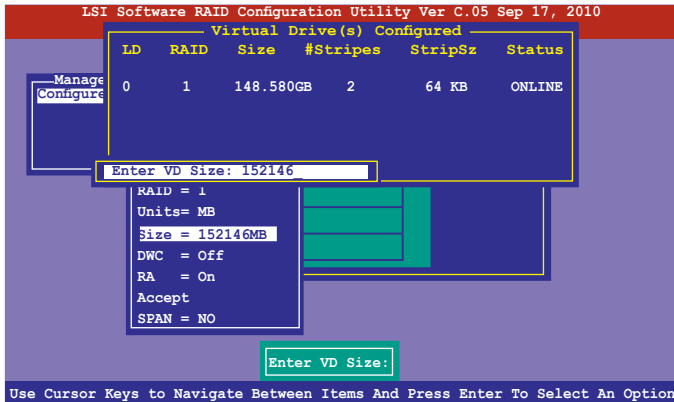 LSI Software RAID Configuration Utility Ver C.05 Sep 17, 2010
Virtual Drive(s) Configured
LD RAID Size #Stripes StripSz Status
0 1 148.580GB 2 64 KB ONLINE
Manage
Configure
Enter VD Size: 152146_
RAID = 1
Units= MB
Size = 152146MB
DWC = Off
RA = On
Accept
SPAN = NO
Enter VD Size:
Use Cursor Keys to Navigate Between Items And Press Enter To Select An Option